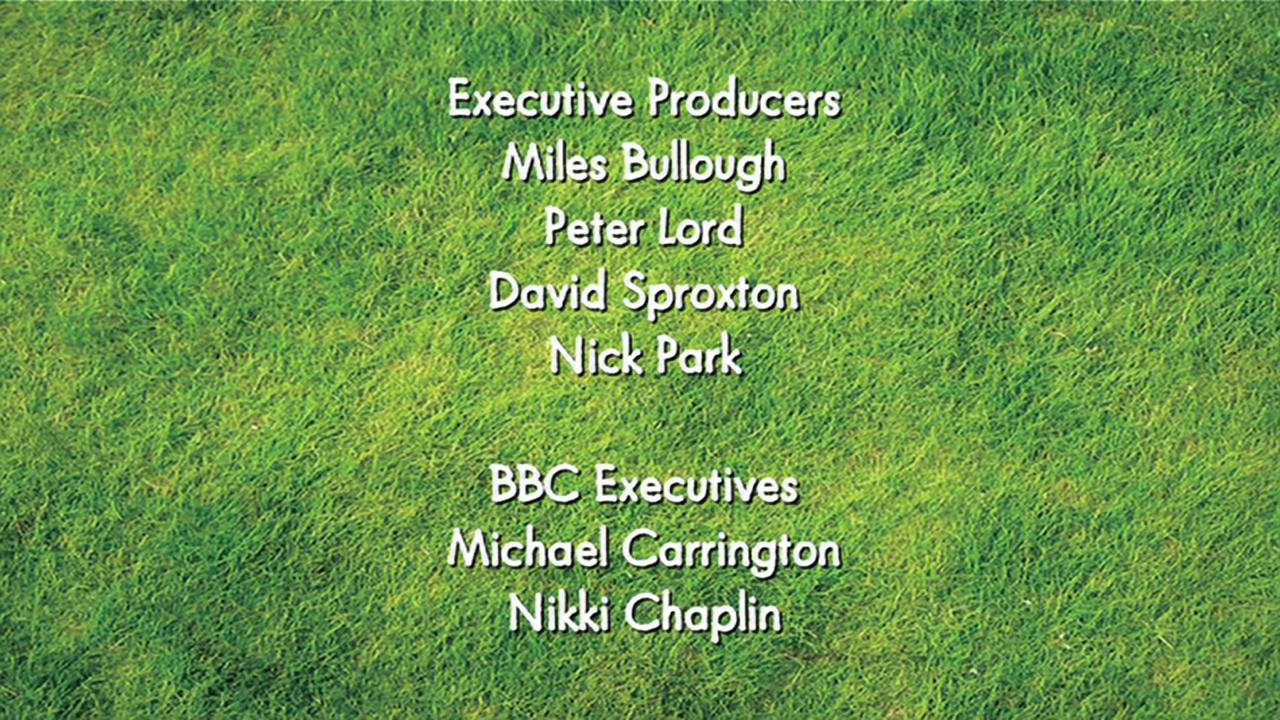 Executive Producers
Miles Bullough
Peter Lord
David Sproxton
Nick Park
BBC Executives
Michael Carrington
Nikki Chaplin